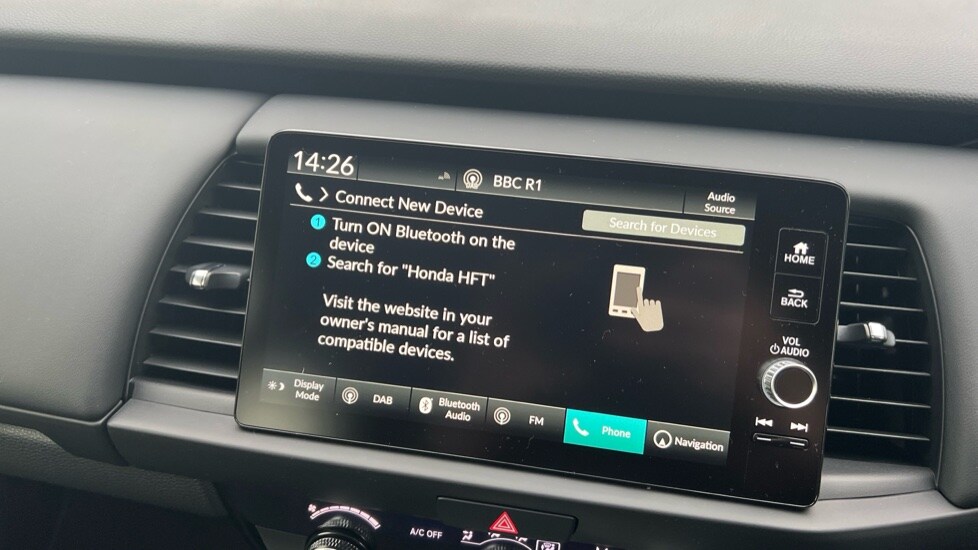 14:26
BBC R1
Audio
Source
Connect New Device
Search for Devices
1 Turn ON Bluetooth on the
device
2 Search for "Honda HFT"
Visit the website in your
owner's manual for a list of
compatible devices.
Display
Mode
DAB
Bluetooth
Audio
FM
Phone
Navigation
HOME
BACK
VOL
AUDIO
A/C OFF